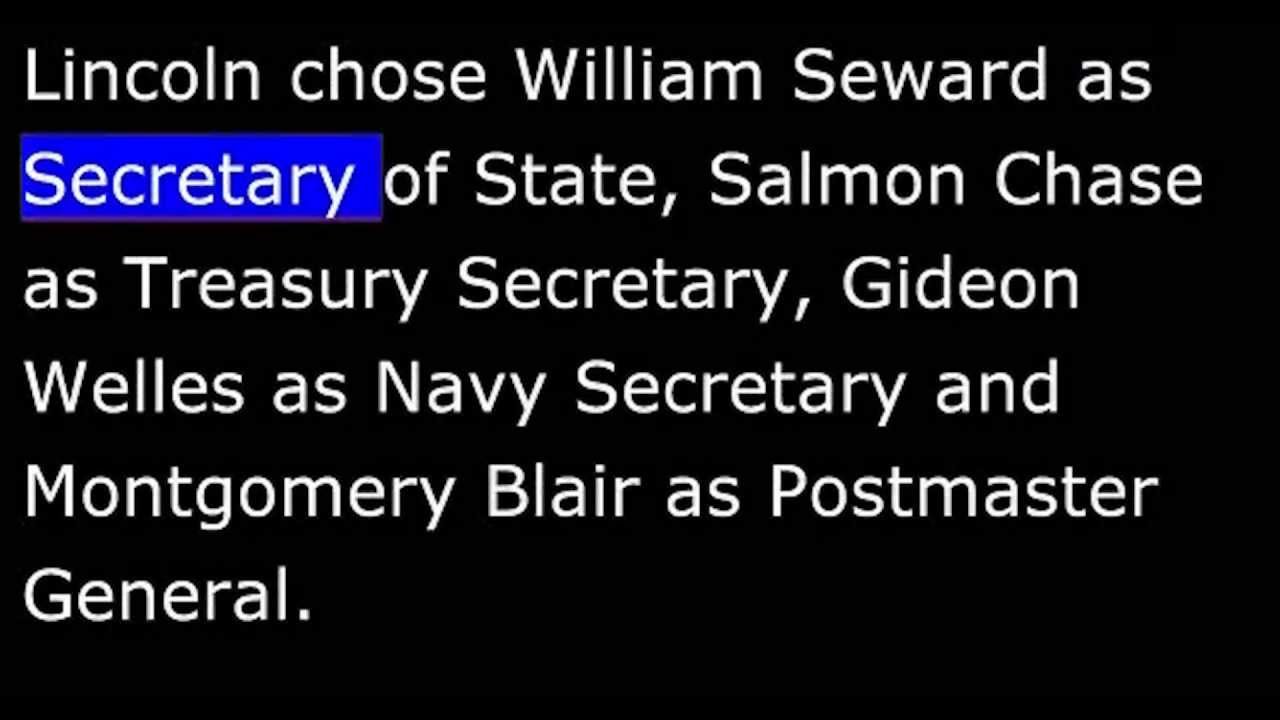 Lincoln chose William Seward as
Secretary of State, Salmon Chase
as Treasury Secretary, Gideon
Welles as Navy Secretary and
Montgomery Blair as Postmaster
General.